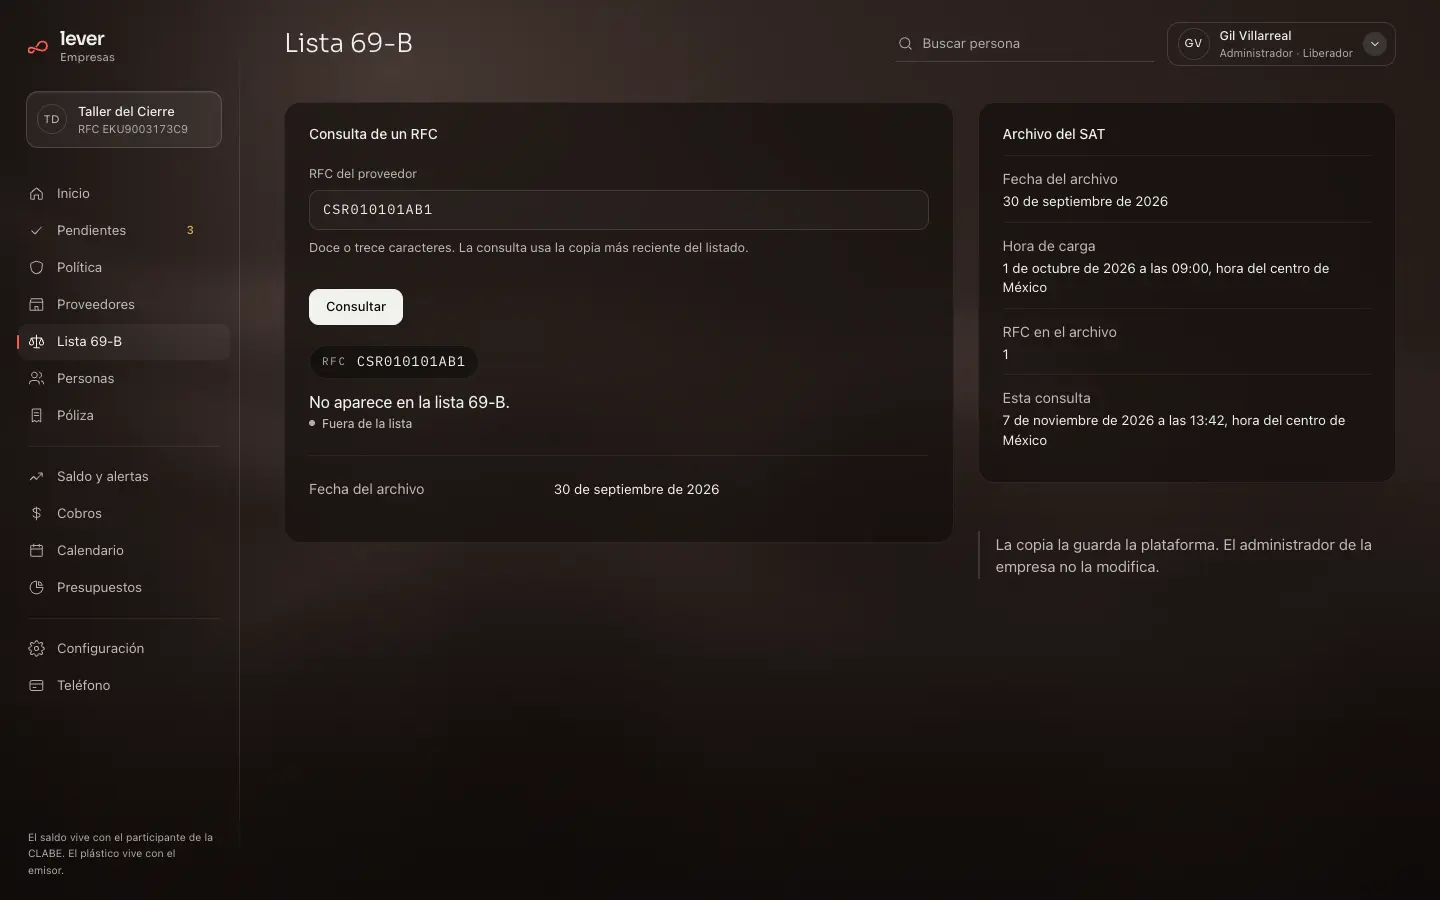 lever
Empresas
TD
Taller del Cierre
RFC EKU9003173C9
Inicio
Pendientes
3
Política
Proveedores
Lista 69-B
Personas
Póliza
Saldo y alertas
Cobros
Calendario
Presupuestos
Configuración
Teléfono
El saldo vive con el participante de la
CLABE. El plástico vive con el
emisor.
Lista 69-B
Buscar persona
GV
Gil Villarreal
Administrador · Liberador
Consulta de un RFC
RFC del proveedor
CSR010101AB1
Doce o trece caracteres. La consulta usa la copia más reciente del listado.
Consultar
RFC CSR010101AB1
No aparece en la lista 69-B.
Fuera de la lista
Fecha del archivo
30 de septiembre de 2026
Archivo del SAT
Fecha del archivo
30 de septiembre de 2026
Hora de carga
1 de octubre de 2026 a las 09:00, hora del centro de
México
RFC en el archivo
1
Esta consulta
7 de noviembre de 2026 a las 13:42, hora del centro de
México
La copia la guarda la plataforma. El administrador de la
empresa no la modifica.